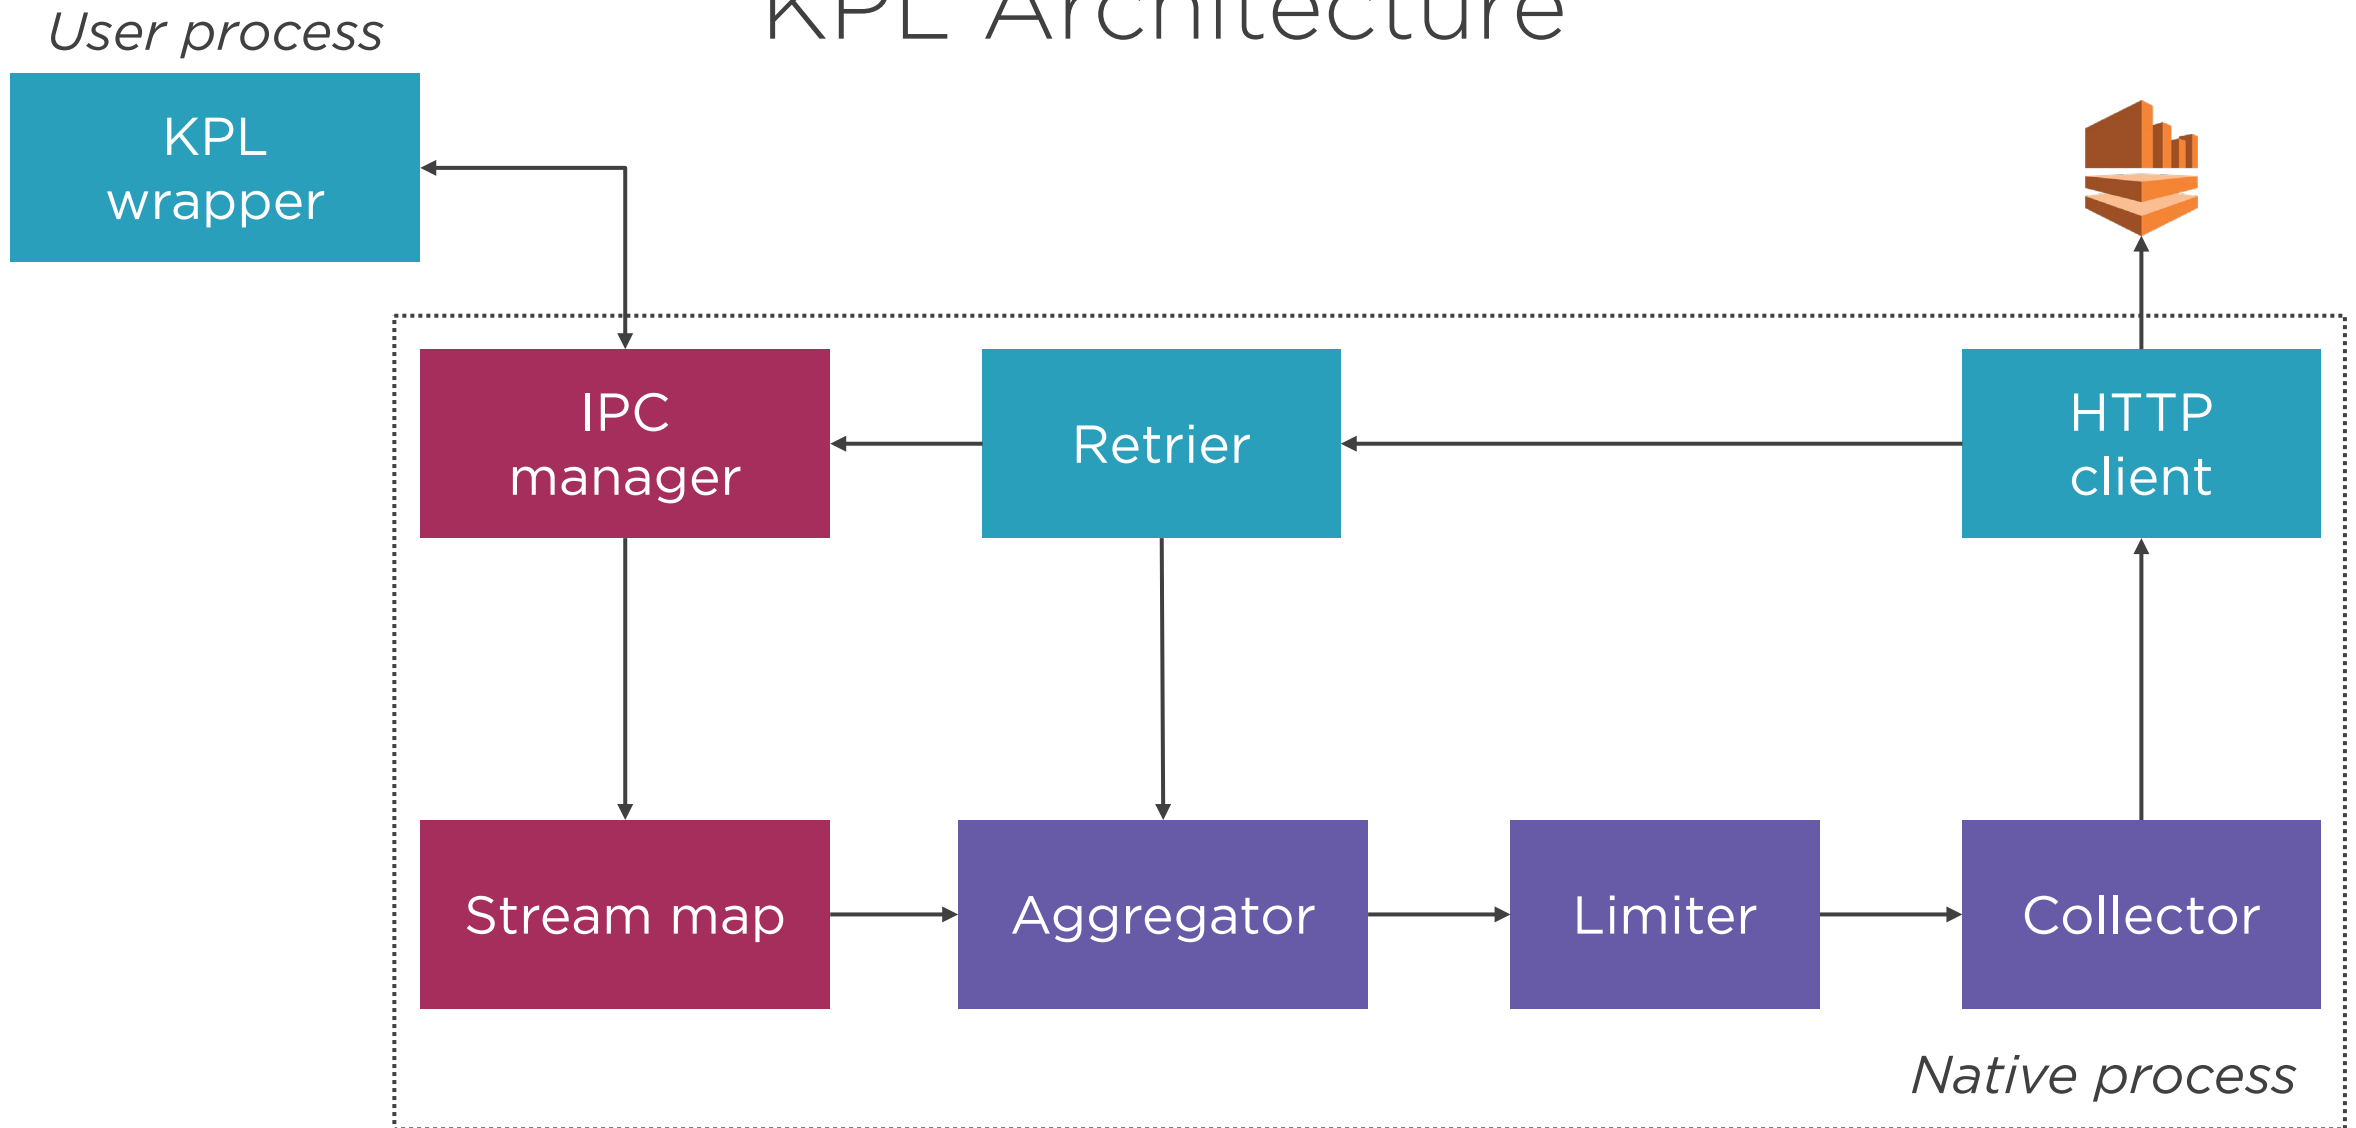 KPL Architecture
User process
KPL
wrapper
IPC
manager
Retrier
HTTP
client
Stream map
Aggregator
Limiter
Collector
Native process